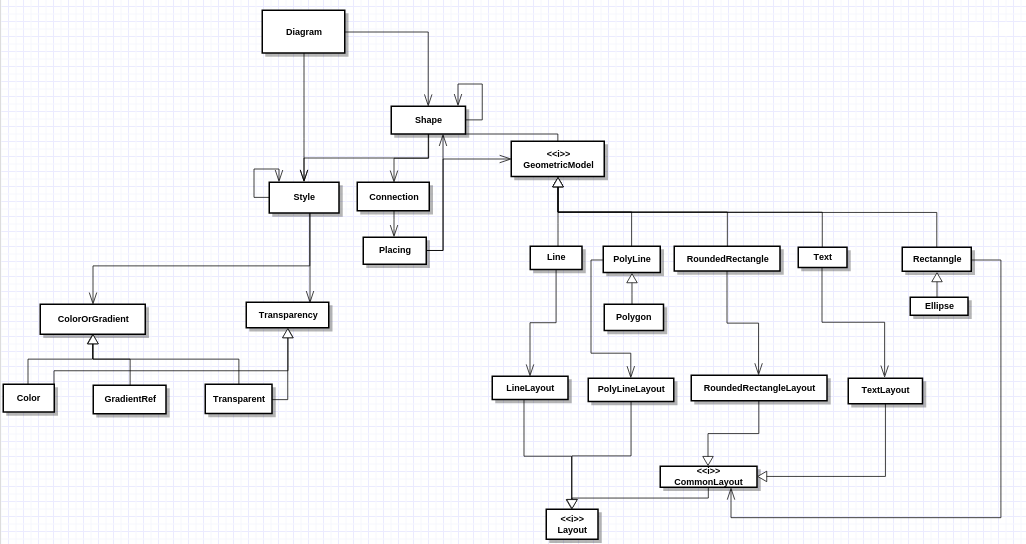 Diagram
Shape
<<i>>
GeometricModel
Style
Connection
Placing
Line
PolyLine
RoundedRectangle
Text
Rectanngle
Polygon
Ellipse
ColorOrGradient
Transparency
Color
GradientRef
Transparent
LineLayout
PolyLineLayout
RoundedRectangleLayout
TextLayout
<<i>>
CommonLayout
<<i>>
Layout